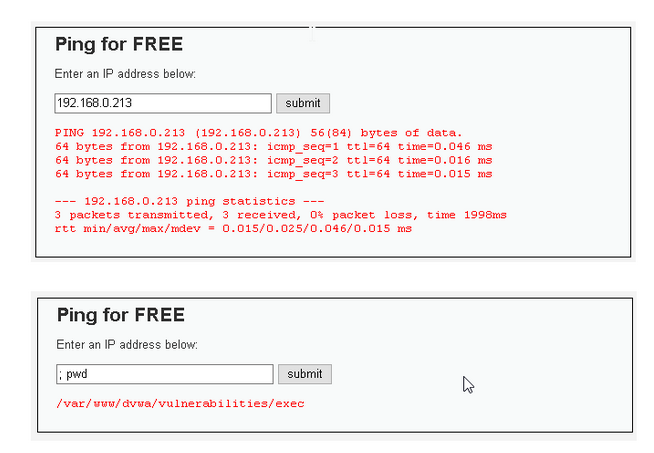 Ping for FREE
Enter an IP address below:
192.168.0.213 submit
PING 192.168.0.213 (192.168.0.213) 56(84) bytes of data.
64 bytes from 192.168.0.213: icmp_seq=1 ttl=64 time=0.046 ms
64 bytes from 192.168.0.213: icmp_seq=2 ttl=64 time=0.016 ms
64 bytes from 192.168.0.213: icmp_seq=3 ttl=64 time=0.015 ms
--- 192.168.0.213 ping statistics ---
3 packets transmitted, 3 received, 0% packet loss, time 1998ms
rtt min/avg/max/mdev = 0.015/0.025/0.046/0.015 ms
Ping for FREE
Enter an IP address below:
; pwd submit
/var/www/dvwa/vulnerabilities/exec